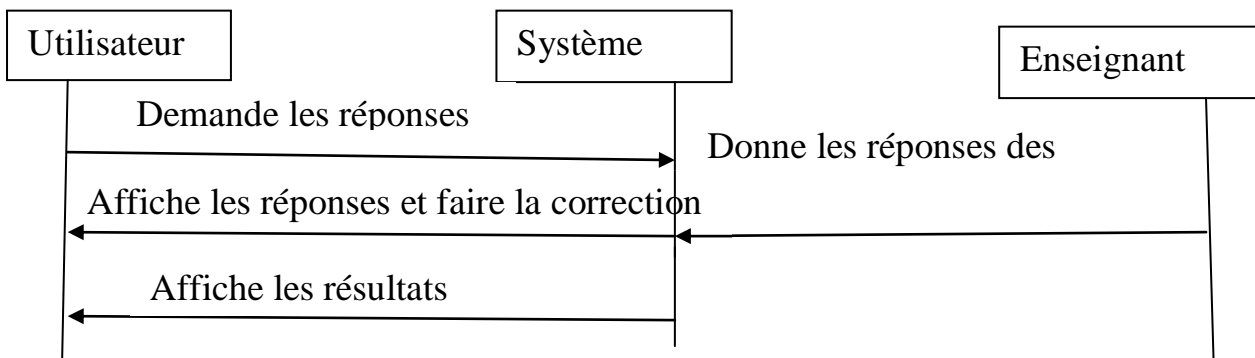 Utilisateur
Système
Enseignant
Demande les réponses
Donne les réponses des
Affiche les réponses et faire la correction
Affiche les résultats